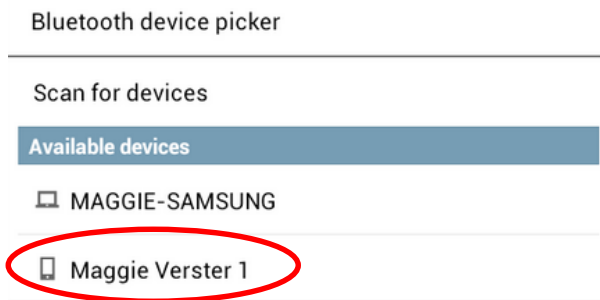 Bluetooth device picker
Scan for devices
Available devices
MAGGIE-SAMSUNG
Maggie Verster 1